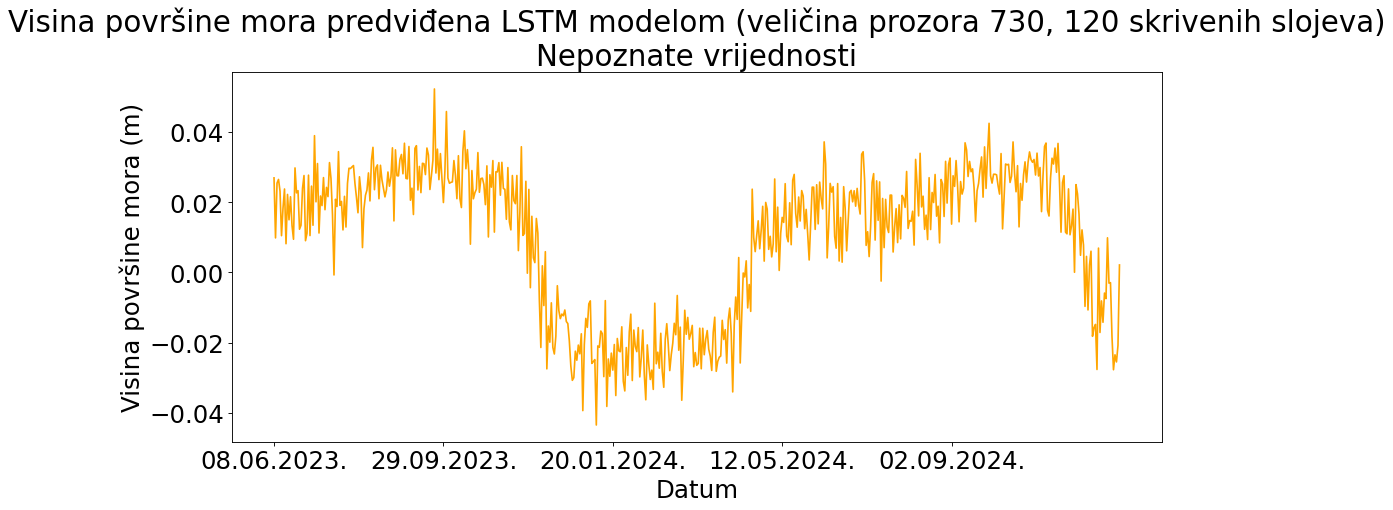 Visina površine mora predviđena LSTM modelom (veličina prozora 730, 120 skrivenih slojeva)
Nepoznate vrijednosti
Visina površine mora (m)
0.04
0.02
0.00
−0.02
−0.04
08.06.2023. 29.09.2023. 20.01.2024. 12.05.2024. 02.09.2024.
Datum